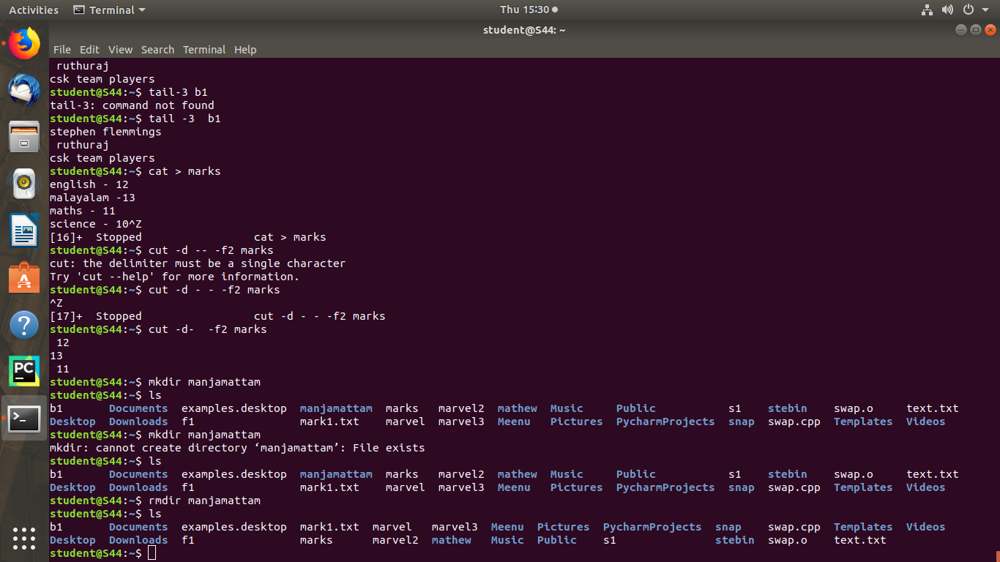 Activities Terminal Thu 15:30
student@S44: ~
File Edit View Search Terminal Help
 ruthuraj
csk team players
student@S44:~$ tail-3 b1
tail-3: command not found
student@S44:~$ tail -3  b1
stephen flemmings
 ruthuraj
csk team players
student@S44:~$ cat > marks
english - 12
malayalam -13
maths - 11
science - 10^Z
[16]+  Stopped                 cat > marks
student@S44:~$ cut -d -- -f2 marks
cut: the delimiter must be a single character
Try 'cut --help' for more information.
student@S44:~$ cut -d - - -f2 marks
^Z
[17]+  Stopped                 cut -d - - -f2 marks
student@S44:~$ cut -d-  -f2 marks
 12
13
 11
student@S44:~$ mkdir manjamattam
student@S44:~$ ls
b1       Documents  examples.desktop  manjamattam  marks   marvel2  mathew  Music     Public           s1    stebin    swap.o     text.txt
Desktop  Downloads  f1                mark1.txt    marvel  marvel3  Meenu   Pictures  PycharmProjects  snap  swap.cpp  Templates  Videos
student@S44:~$ mkdir manjamattam
mkdir: cannot create directory ‘manjamattam’: File exists
student@S44:~$ ls
b1       Documents  examples.desktop  manjamattam  marks   marvel2  mathew  Music     Public           s1    stebin    swap.o     text.txt
Desktop  Downloads  f1                mark1.txt    marvel  marvel3  Meenu   Pictures  PycharmProjects  snap  swap.cpp  Templates  Videos
student@S44:~$ rmdir manjamattam
student@S44:~$ ls
b1       Documents  examples.desktop  mark1.txt  marvel   marvel3  Meenu  Pictures  PycharmProjects  snap    swap.cpp  Templates  Videos
Desktop  Downloads  f1                marks      marvel2  mathew   Music  Public    s1               stebin  swap.o    text.txt
student@S44:~$
PC